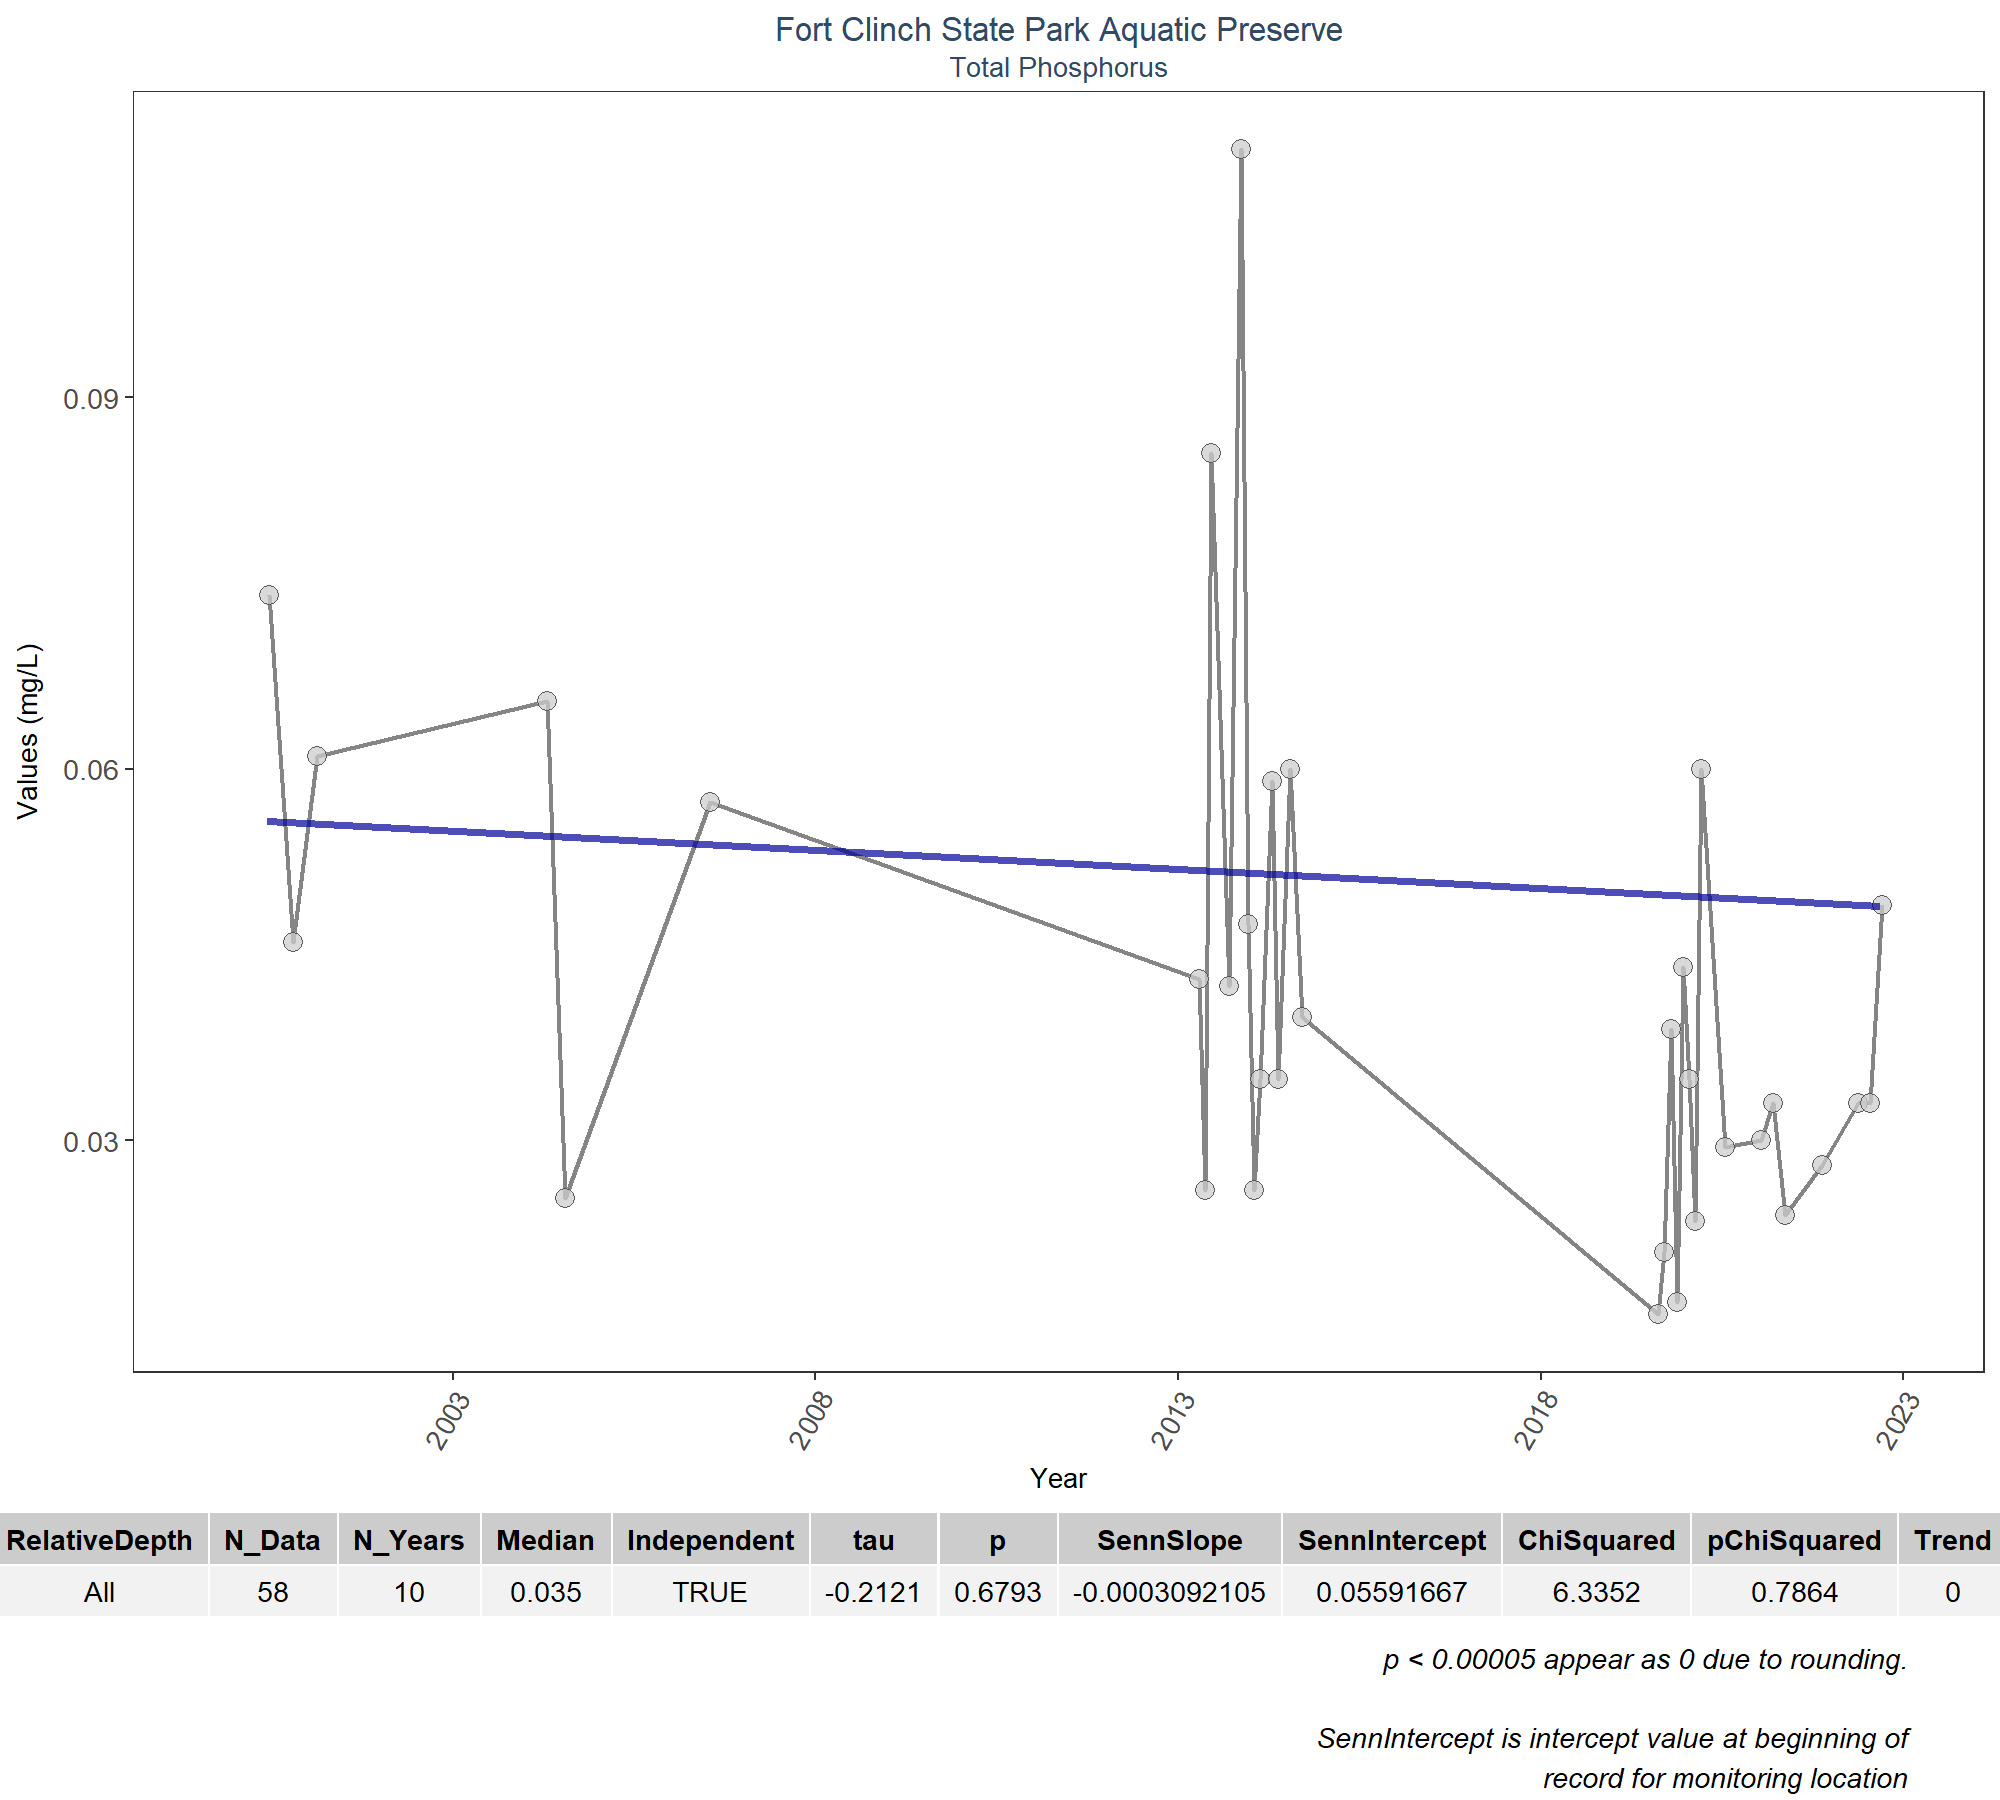 Fort Clinch State Park Aquatic Preserve
Total Phosphorus
Values (mg/L)
0.09
0.06
0.03
2003 2008 2013 2018 2023
Year
RelativeDepth N_Data N_Years Median Independent tau p SennSlope SennIntercept ChiSquared pChiSquared Trend
All 58 10 0.035 TRUE -0.2121 0.6793 -0.0003092105 0.05591667 6.3352 0.7864 0
p < 0.00005 appear as 0 due to rounding.
SennIntercept is intercept value at beginning of
record for monitoring location